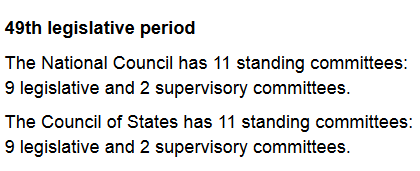 49th legislative period
The National Council has 11 standing committees:
9 legislative and 2 supervisory committees.
The Council of States has 11 standing committees:
9 legislative and 2 supervisory committees.